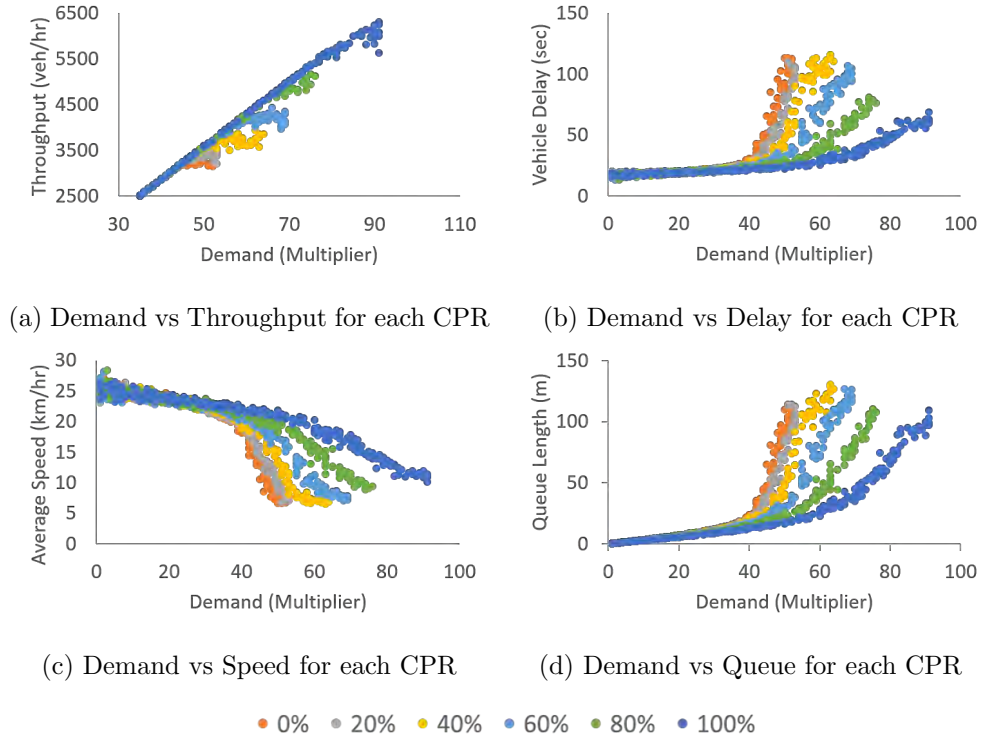 Throughput (veh/hr)
6500
5500
4500
3500
2500
30 50 70 90 110
Demand (Multiplier)
(a) Demand vs Throughput for each CPR
Vehicle Delay (sec)
150
100
50
0
0 20 40 60 80 100
Demand (Multiplier)
(b) Demand vs Delay for each CPR
Average Speed (km/hr)
30
25
20
15
10
5
0
0 20 40 60 80 100
Demand (Multiplier)
(c) Demand vs Speed for each CPR
Queue Length (m)
150
100
50
0
0 20 40 60 80 100
Demand (Multiplier)
(d) Demand vs Queue for each CPR
0% 20% 40% 60% 80% 100%